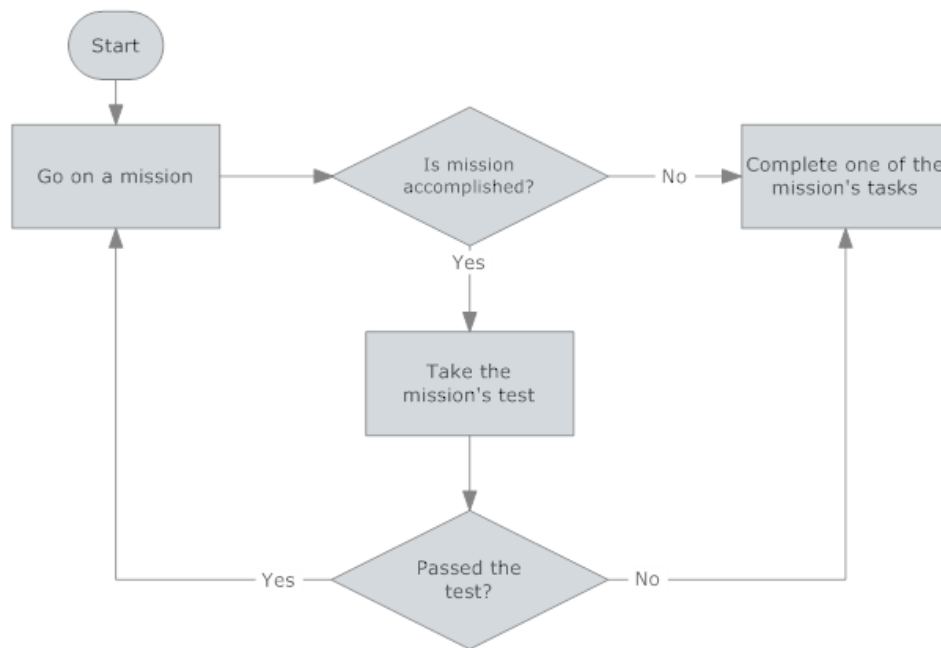 Start
Go on a mission
Is mission
accomplished?
No
Complete one of the
mission's tasks
Yes
Take the
mission's test
Passed the
test?
Yes
No